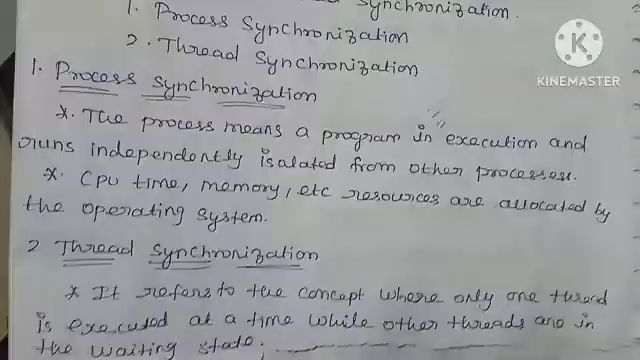 Synchronization.
1. Process Synchronization
2. Thread Synchronization
1. Process Synchronization
*. The process means a program in execution and
runs independently isalated from other processes.
*. CPU time, memory, etc resources are allocated by
the operating system.
2 Thread Synchronization
* It refers to the concept where only one thread
is executed at a time while other threads are in
the waiting state.
KINEMASTER